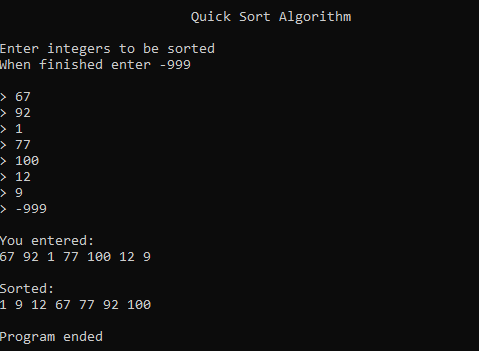 Quick Sort Algorithm
Enter integers to be sorted
When finished enter -999
> 67
> 92
> 1
> 77
> 100
> 12
> 9
> -999
You entered:
67 92 1 77 100 12 9
Sorted:
1 9 12 67 77 92 100
Program ended